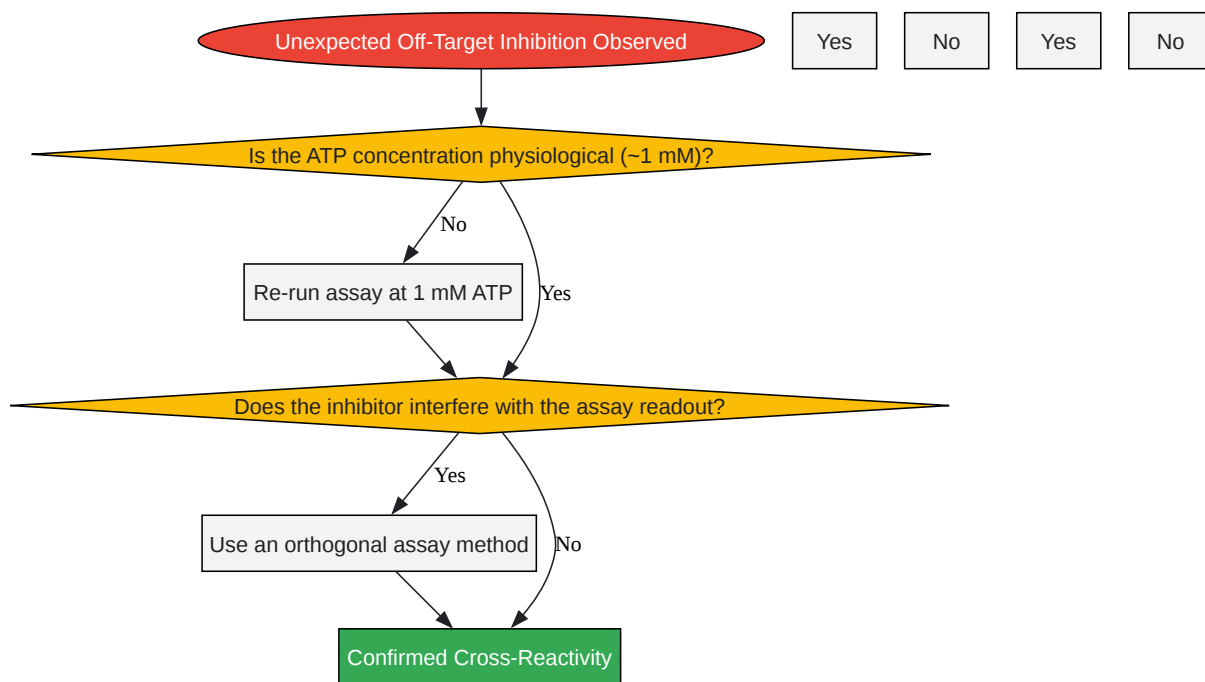 Unexpected Off-Target Inhibition Observed
Yes
No
Yes
No
Is the ATP concentration physiological (~1 mM)?
No
Re-run assay at 1 mM ATP
Yes
Does the inhibitor interfere with the assay readout?
Yes
Use an orthogonal assay method
No
Confirmed Cross-Reactivity